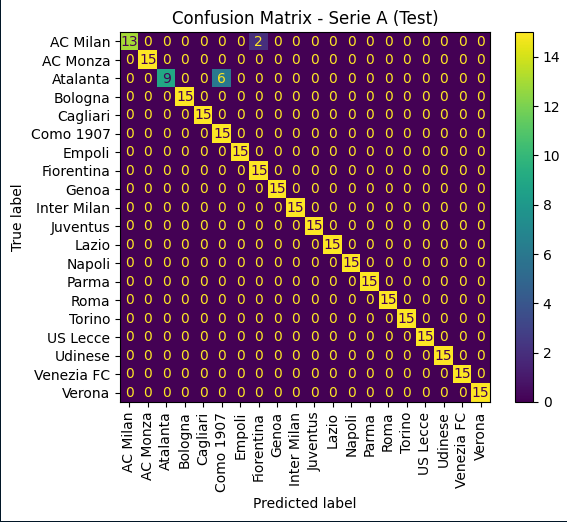 Confusion Matrix - Serie A (Test)
True label
AC Milan 13 0 0 0 0 0 0 2 0 0 0 0 0 0 0 0 0 0 0 0
AC Monza 0 15 0 0 0 0 0 0 0 0 0 0 0 0 0 0 0 0 0 0
Atalanta 0 0 9 0 0 6 0 0 0 0 0 0 0 0 0 0 0 0 0 0
Bologna 0 0 0 15 0 0 0 0 0 0 0 0 0 0 0 0 0 0 0 0
Cagliari 0 0 0 0 15 0 0 0 0 0 0 0 0 0 0 0 0 0 0 0
Como 1907 0 0 0 0 0 15 0 0 0 0 0 0 0 0 0 0 0 0 0 0
Empoli 0 0 0 0 0 0 15 0 0 0 0 0 0 0 0 0 0 0 0 0
Fiorentina 0 0 0 0 0 0 0 15 0 0 0 0 0 0 0 0 0 0 0 0
Genoa 0 0 0 0 0 0 0 0 15 0 0 0 0 0 0 0 0 0 0 0
Inter Milan 0 0 0 0 0 0 0 0 0 15 0 0 0 0 0 0 0 0 0 0
Juventus 0 0 0 0 0 0 0 0 0 0 15 0 0 0 0 0 0 0 0 0
Lazio 0 0 0 0 0 0 0 0 0 0 0 15 0 0 0 0 0 0 0 0
Napoli 0 0 0 0 0 0 0 0 0 0 0 0 15 0 0 0 0 0 0 0
Parma 0 0 0 0 0 0 0 0 0 0 0 0 0 15 0 0 0 0 0 0
Roma 0 0 0 0 0 0 0 0 0 0 0 0 0 0 15 0 0 0 0 0
Torino 0 0 0 0 0 0 0 0 0 0 0 0 0 0 0 15 0 0 0 0
US Lecce 0 0 0 0 0 0 0 0 0 0 0 0 0 0 0 0 15 0 0 0
Udinese 0 0 0 0 0 0 0 0 0 0 0 0 0 0 0 0 0 15 0 0
Venezia FC 0 0 0 0 0 0 0 0 0 0 0 0 0 0 0 0 0 0 15 0
Verona 0 0 0 0 0 0 0 0 0 0 0 0 0 0 0 0 0 0 0 15
AC Milan
AC Monza
Atalanta
Bologna
Cagliari
Como 1907
Empoli
Fiorentina
Genoa
Inter Milan
Juventus
Lazio
Napoli
Parma
Roma
Torino
US Lecce
Udinese
Venezia FC
Verona
Predicted label
14
12
10
8
6
4
2
0